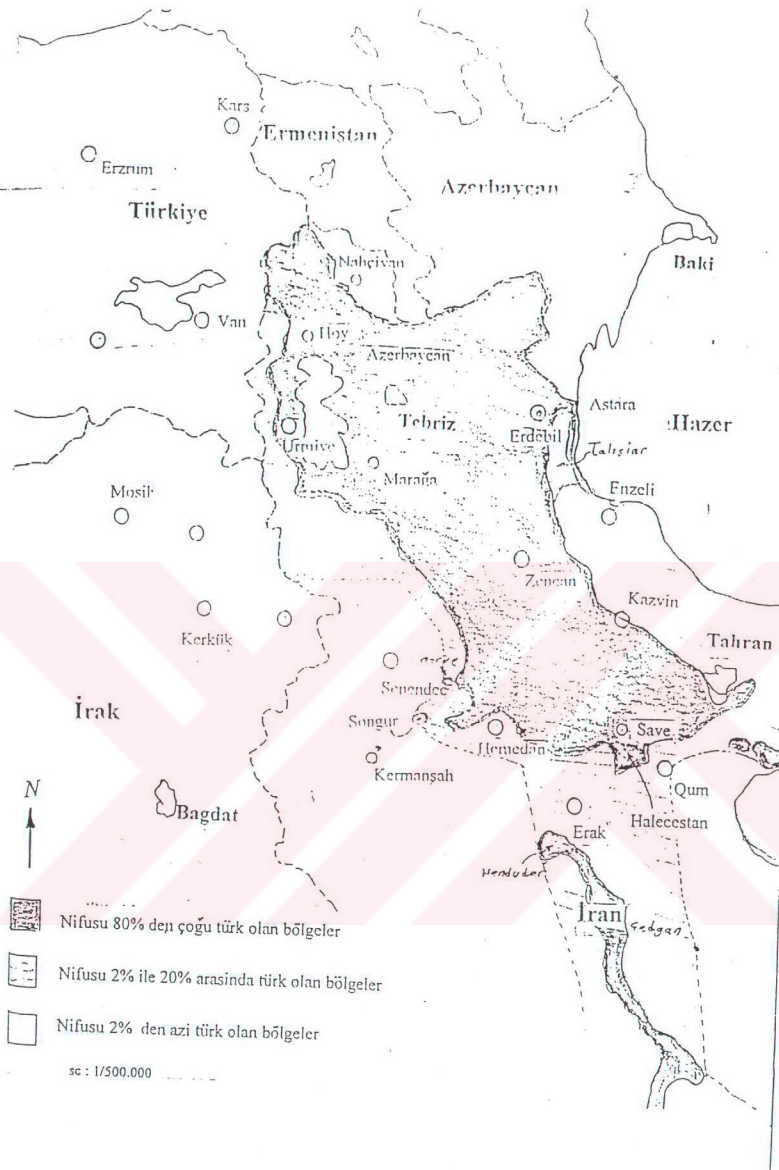 Kars
Ermenistan
Erzrum
Azerbaycan
Türkiye
Nahçivan
Baki
Van
Hoy
Azerbaycan
Astara
Tebriz
Erdebil
Hazer
Urmiye
Talışlar
Marağa
Enzeli
Mosil
Zencan
Kazvin
Kerkük
Tahran
Senendec
İrak
Songur
Hemedan
Save
Kermanşah
Qum
N
Bagdat
Erak
Halecestan
Hendudar
İran
Nifusu 80% den çoğu türk olan bölgeler
Nifusu 2% ile 20% arasinda türk olan bölgeler
Nifusu 2% den azi türk olan bölgeler
sc : 1/500.000